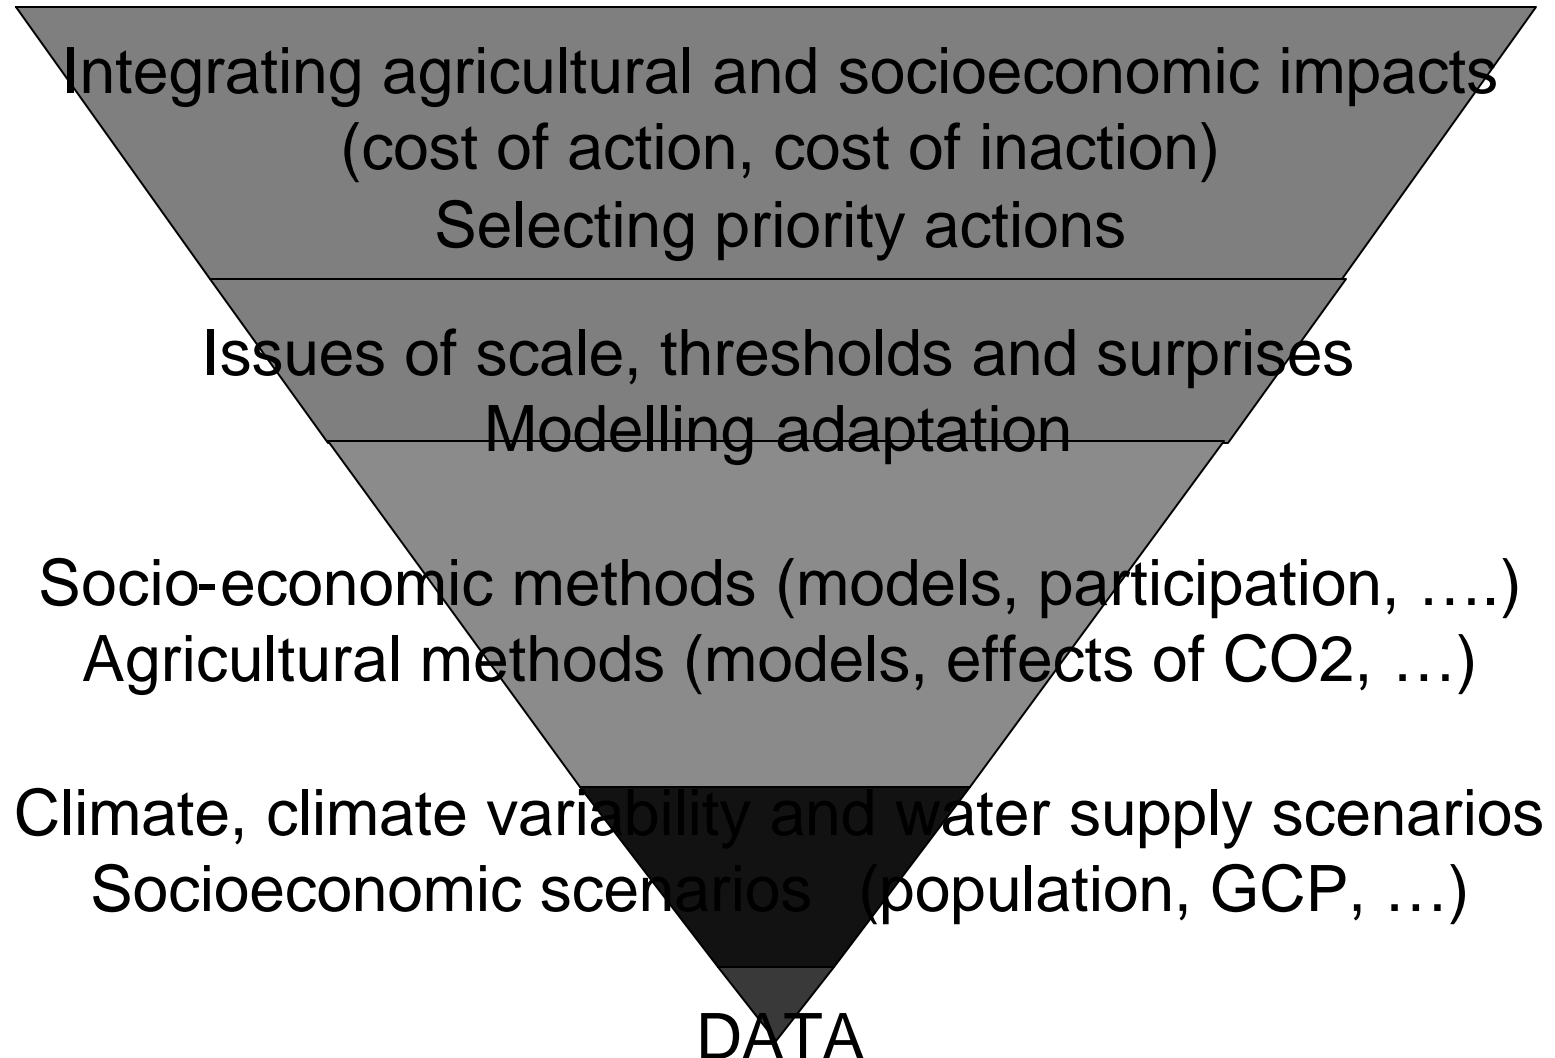 Integrating agricultural and socioeconomic impacts
(cost of action, cost of inaction)
Selecting priority actions
Issues of scale, thresholds and surprises
Modelling adaptation
Socio-economic methods (models, participation, ….)
Agricultural methods (models, effects of CO2, …)
Climate, climate variability and water supply scenarios
Socioeconomic scenarios (population, GCP, …)
DATA